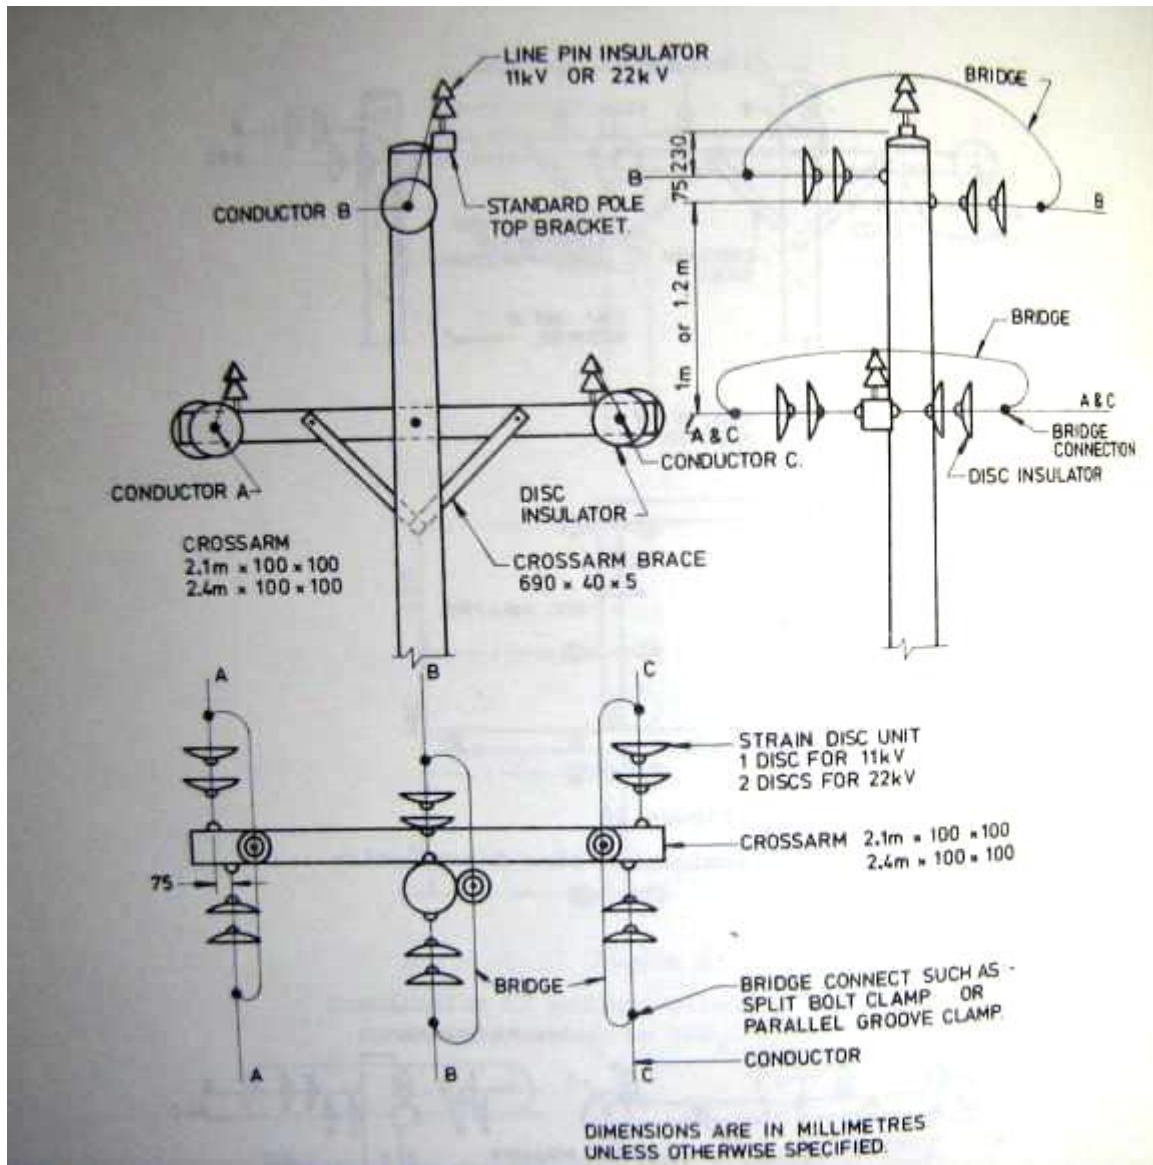 LINE PIN INSULATOR
11kV OR 22kV
BRIDGE
230
75
B
CONDUCTOR B
STANDARD POLE
TOP BRACKET.
B
1m or 1.2m
BRIDGE
A & C
A & C
BRIDGE
CONNECTION
CONDUCTOR C.
DISC INSULATOR
CONDUCTOR A
DISC
INSULATOR
CROSSARM
2.1m × 100 × 100
2.4m × 100 × 100
CROSSARM BRACE
690 × 40 × 5
A
B
C
STRAIN DISC UNIT
1 DISC FOR 11kV
2 DISCS FOR 22kV
CROSSARM 2.1m × 100 × 100
2.4m × 100 × 100
75
BRIDGE
BRIDGE CONNECT SUCH AS -
SPLIT BOLT CLAMP OR
PARALLEL GROOVE CLAMP.
CONDUCTOR
A
B
C
DIMENSIONS ARE IN MILLIMETRES
UNLESS OTHERWISE SPECIFIED.